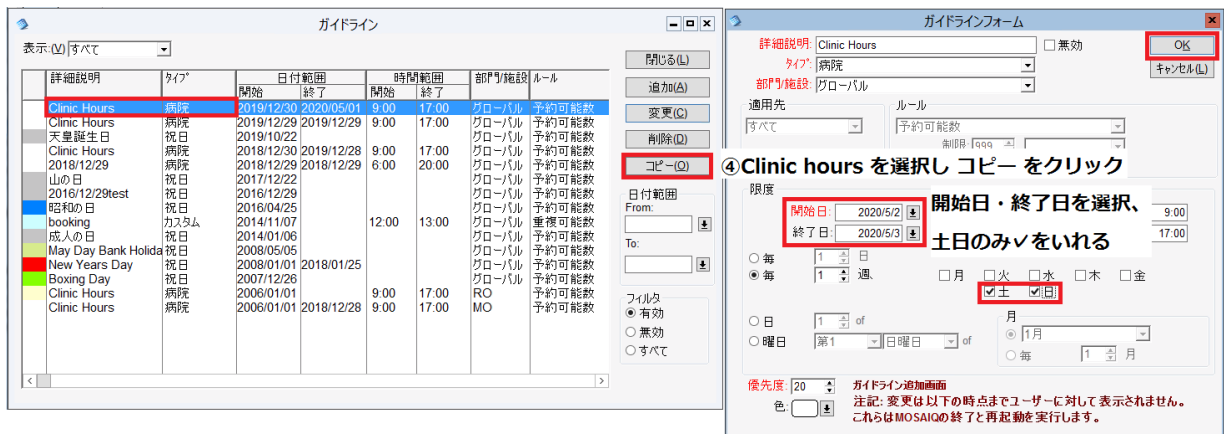 ガイドライン
表示:(V) すべて
詳細説明 タイプ 日付範囲 時間範囲 部門/施設 ルール
開始 終了 開始 終了
Clinic Hours 病院 2019/12/30 2020/05/01 9:00 17:00 グローバル 予約可能数
Clinic Hours 病院 2019/12/29 2019/12/29 9:00 17:00 グローバル 予約可能数
天皇誕生日 祝日 2019/10/22 グローバル 予約可能数
Clinic Hours 病院 2018/12/30 2019/12/28 9:00 17:00 グローバル 予約可能数
2018/12/29 病院 2018/12/29 2018/12/29 6:00 20:00 グローバル 予約可能数
山の日 祝日 2017/12/22 グローバル 予約可能数
2016/12/29test 祝日 2016/12/29 グローバル 予約可能数
昭和の日 祝日 2016/04/25 グローバル 予約可能数
booking カスタム 2014/11/07 12:00 13:00 グローバル 重複可能数
成人の日 祝日 2014/01/06 グローバル 予約可能数
May Day Bank Holida 祝日 2008/05/05 グローバル 予約可能数
New Years Day 祝日 2008/01/01 2018/01/25 グローバル 予約可能数
Boxing Day 祝日 2007/12/26 グローバル 予約可能数
Clinic Hours 病院 2006/01/01 9:00 17:00 RO 予約可能数
Clinic Hours 病院 2006/01/01 2018/12/28 9:00 17:00 MO 予約可能数
閉じる(L)
追加(A)
変更(C)
削除(D)
コピー(O)
日付範囲
From:
To:
フィルタ
有効
無効
すべて
ガイドラインフォーム
詳細説明: Clinic Hours 無効 OK
タイプ: 病院 キャンセル(L)
部門/施設: グローバル
適用先 ルール
すべて 予約可能数
制限: 999
④Clinic hours を選択し コピー をクリック
限度
開始日: 2020/5/2 9:00
終了日: 2020/5/3 17:00
開始日・終了日を選択、
土日のみ✓をいれる
毎 1 日
毎 1 週、 月 火 水 木 金
土 日
日 1 of 月
曜日 第1 日曜日 of 1月
毎 1 月
優先度: 20 ガイドライン追加画面
色: 注記: 変更は以下の時点までユーザーに対して表示されません。
これらはMOSAIQの終了と再起動を実行します。